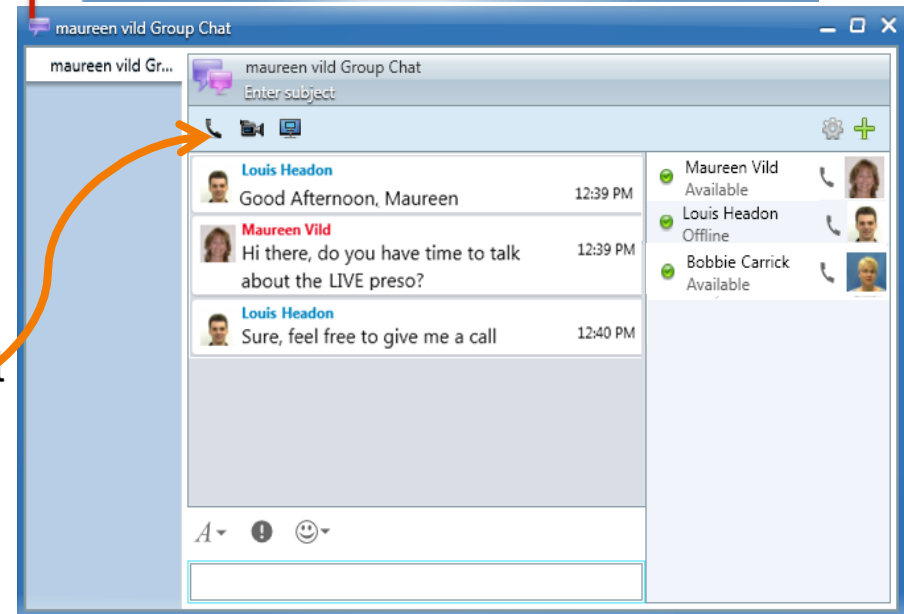 maureen vild Group Chat
maureen vild Gr...
maureen vild Group Chat
Enter subject
Louis Headon
Good Afternoon, Maureen 12:39 PM
Maureen Vild
Hi there, do you have time to talk 12:39 PM
about the LIVE preso?
Louis Headon
Sure, feel free to give me a call 12:40 PM
Maureen Vild
Available
Louis Headon
Offline
Bobbie Carrick
Available
A